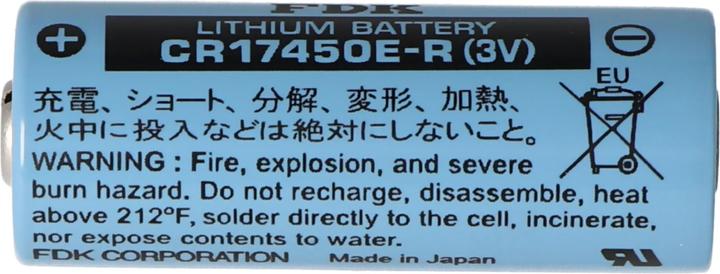 FDK
LITHIUM BATTERY
CR17450E-R (3V)
EU
充電、ショート、分解、変形、加熱、
火中に投入などは絶対にしないこと。
WARNING : Fire, explosion, and severe
burn hazard. Do not recharge, disassemble, heat
above 212°F, solder directly to the cell, incinerate,
nor expose contents to water.
FDK CORPORATION Made in Japan